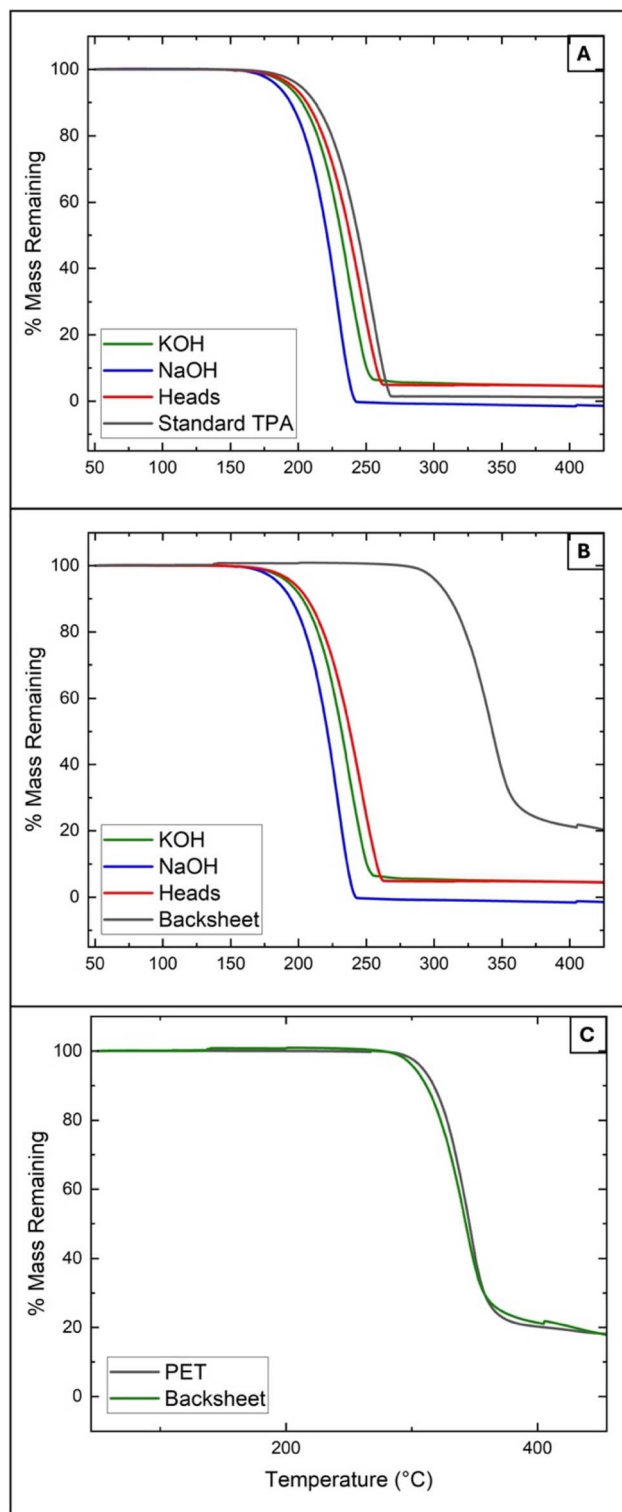 A
% Mass Remaining
100
80
60
40
20
0
KOH
NaOH
Heads
Standard TPA
50 100 150 200 250 300 350 400
B
% Mass Remaining
100
80
60
40
20
0
KOH
NaOH
Heads
Backsheet
50 100 150 200 250 300 350 400
C
% Mass Remaining
100
80
60
40
20
0
PET
Backsheet
200 400
Temperature (°C)